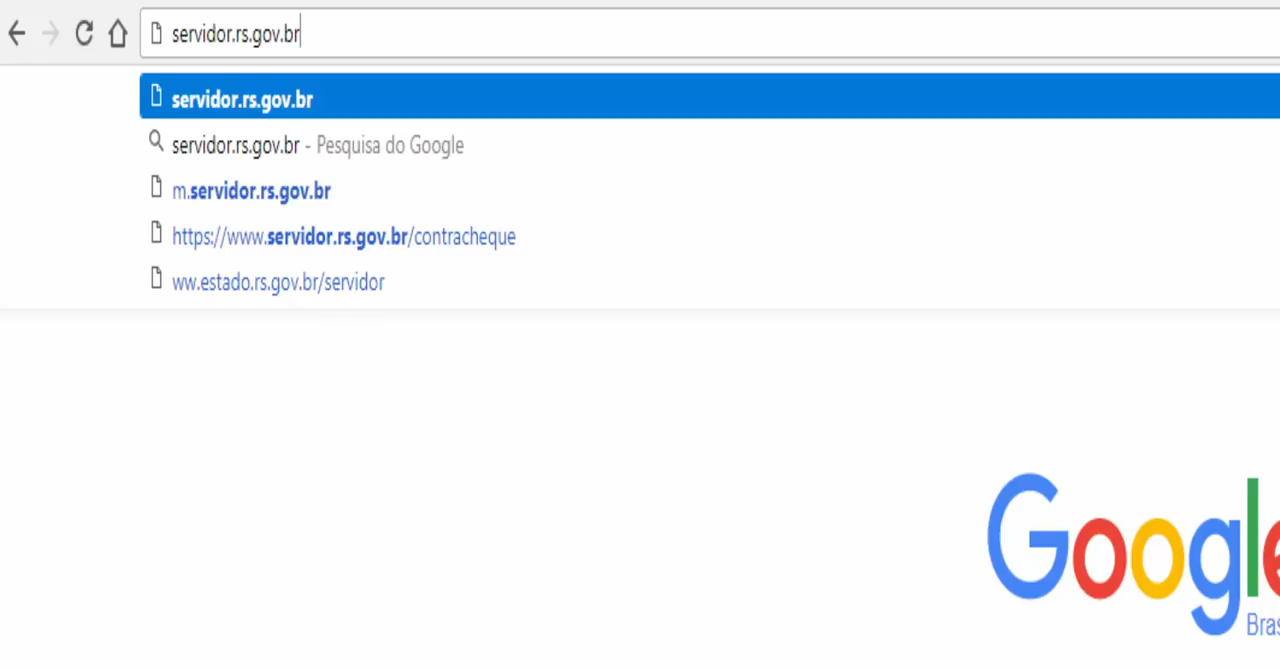 servidor.rs.gov.br
servidor.rs.gov.br
servidor.rs.gov.br - Pesquisa do Google
m.servidor.rs.gov.br
https://www.servidor.rs.gov.br/contracheque
ww.estado.rs.gov.br/servidor
Google
Bras